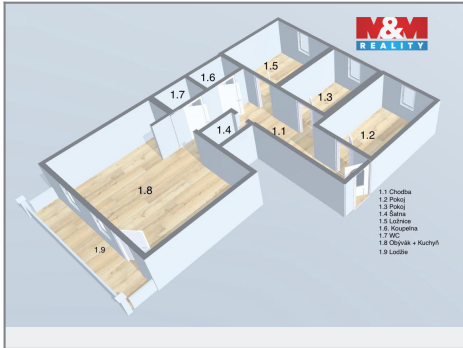 M&M
REALITY
1.5
1.6
1.7
1.3
1.4
1.1
1.2
1.8
1.9
1.1 Chodba
1.2 Pokoj
1.3 Pokoj
1.4 Šatna
1.5 Ložnice
1.6. Koupelna
1.7 WC
1.8 Obývák + Kuchyň
1.9 Lodžie